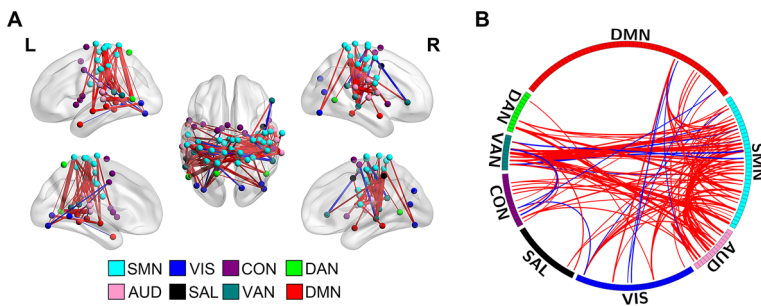 A
B
L
R
DMN
DAN
VAN
CON
SAL
VIS
AUD
SMN
SMN VIS CON DAN
AUD SAL VAN DMN